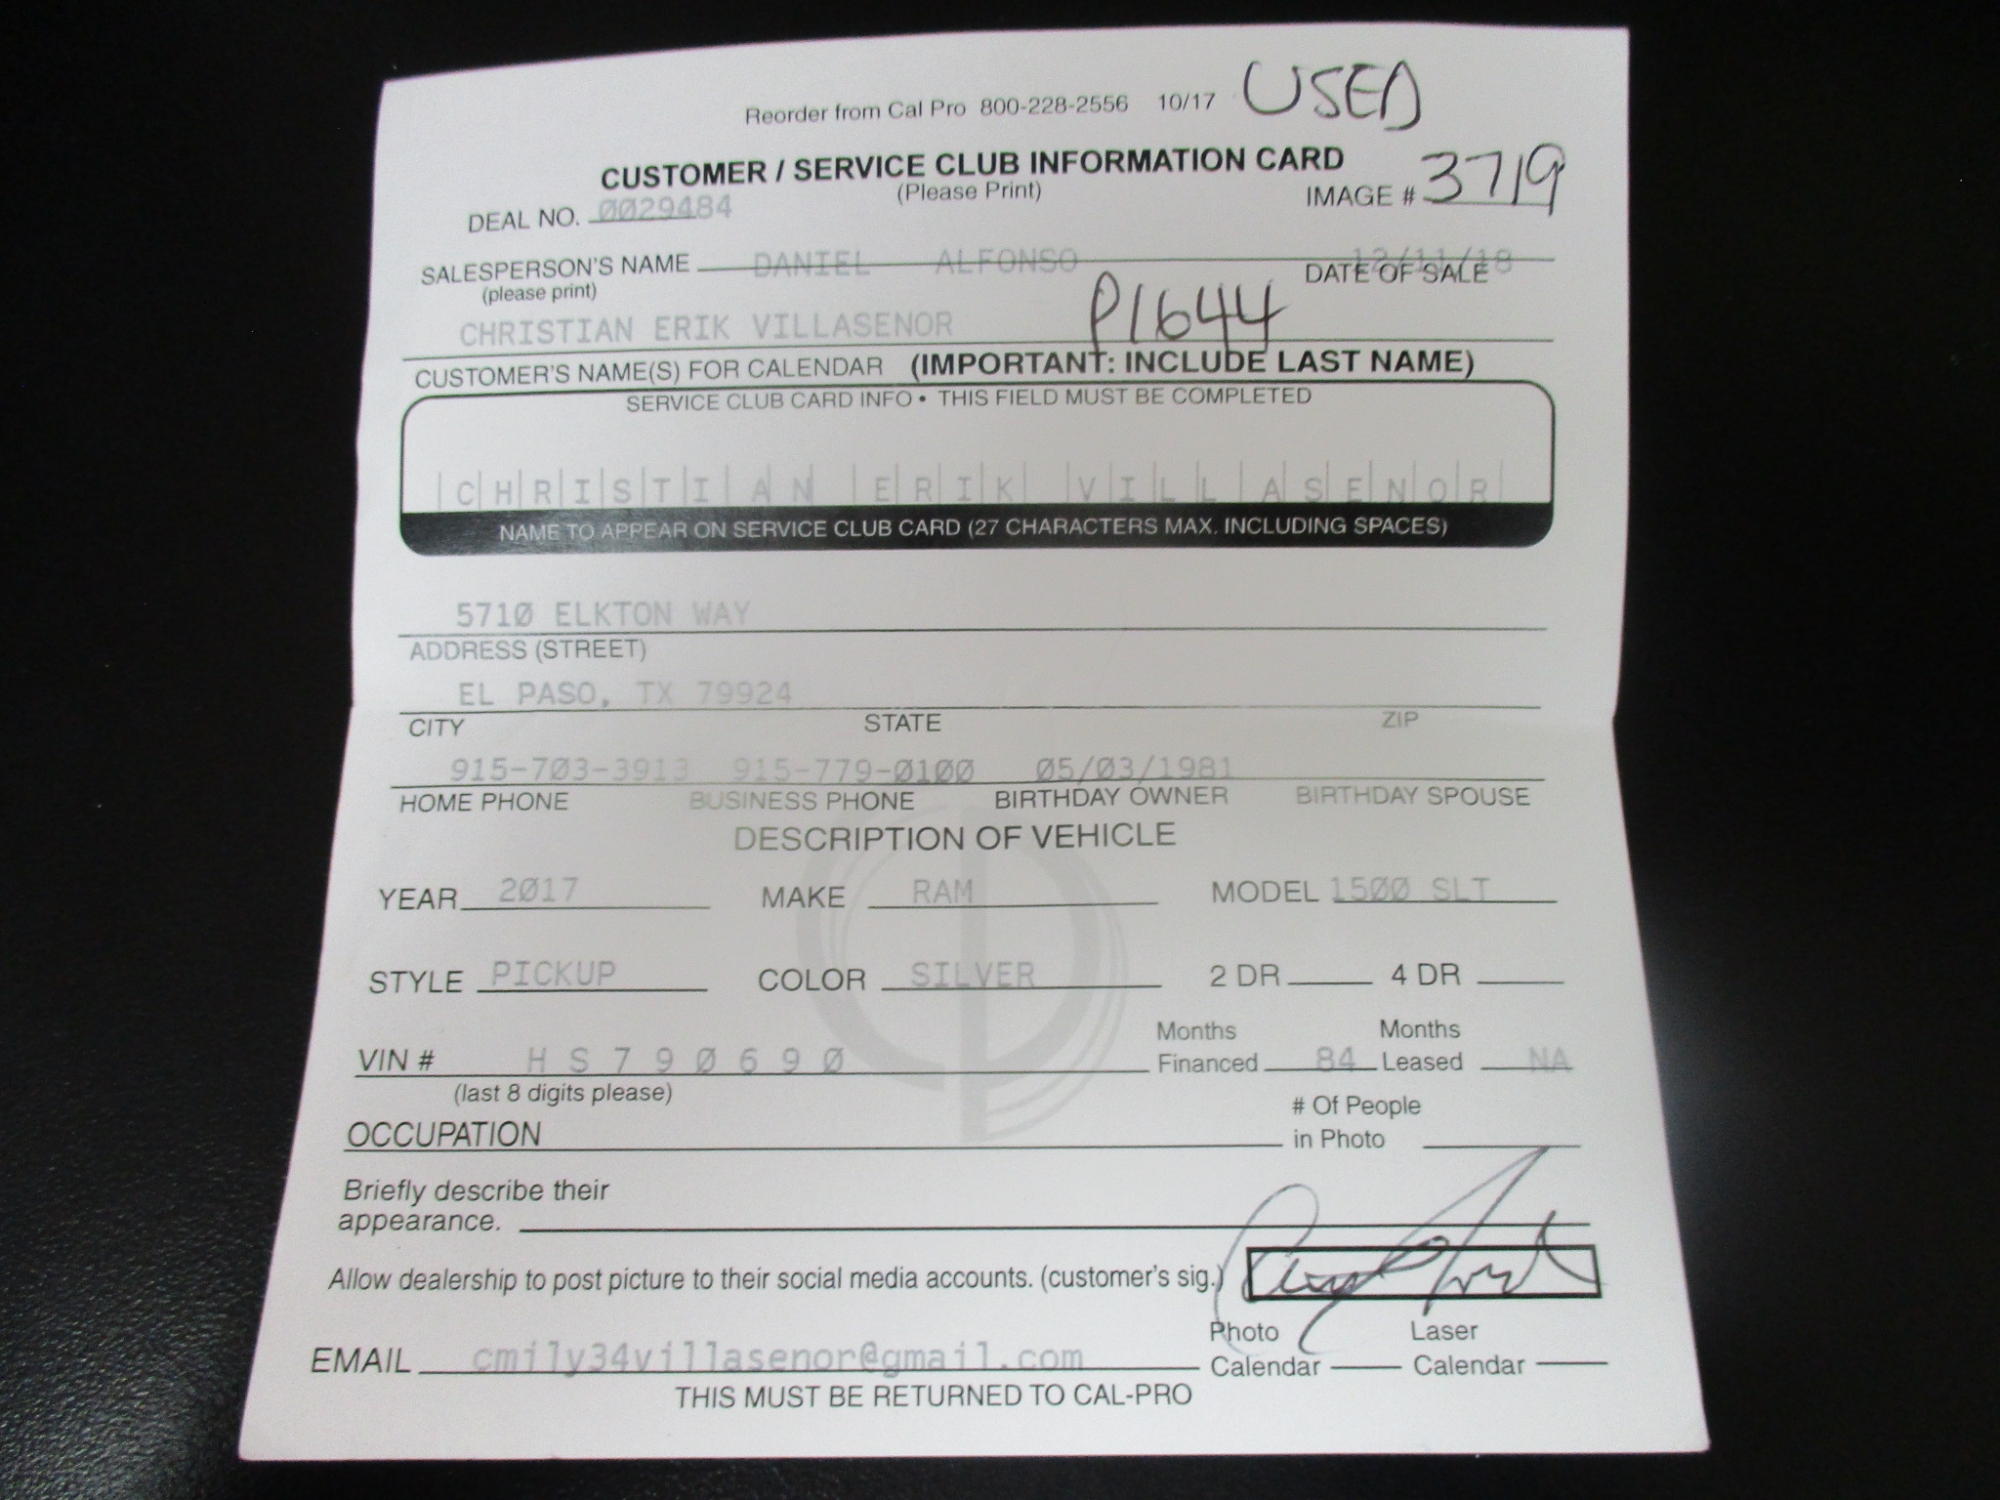 Reorder from Cal Pro 800-228-2556 10/17 USED
CUSTOMER / SERVICE CLUB INFORMATION CARD
(Please Print)
IMAGE # 3719
DEAL NO. 0029484
SALESPERSON'S NAME DANIEL ALFONSO
(please print)
DATE OF SALE 12/11/18
CHRISTIAN ERIK VILLASENOR P1644
CUSTOMER'S NAME(S) FOR CALENDAR (IMPORTANT: INCLUDE LAST NAME)
SERVICE CLUB CARD INFO • THIS FIELD MUST BE COMPLETED
CHRISTIAN ERIK VILLASENOR
NAME TO APPEAR ON SERVICE CLUB CARD (27 CHARACTERS MAX. INCLUDING SPACES)
5710 ELKTON WAY
ADDRESS (STREET)
EL PASO, TX 79924
CITY STATE ZIP
915-703-3913 915-779-0100 05/03/1981
HOME PHONE BUSINESS PHONE BIRTHDAY OWNER BIRTHDAY SPOUSE
DESCRIPTION OF VEHICLE
YEAR 2017 MAKE RAM MODEL 1500 SLT
STYLE PICKUP COLOR SILVER 2 DR 4 DR
VIN # HS790690 Months Financed 84 Months Leased NA
(last 8 digits please)
OCCUPATION # Of People in Photo
Briefly describe their
appearance.
Allow dealership to post picture to their social media accounts. (customer's sig.)
EMAIL cmily34villasenor@gmail.com Photo Calendar Laser Calendar
THIS MUST BE RETURNED TO CAL-PRO